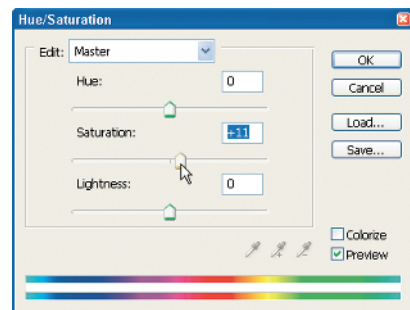 Hue/Saturation
Edit: Master
Hue: 0
Saturation: +11
Lightness: 0
OK
Cancel
Load...
Save...
Colorize
Preview